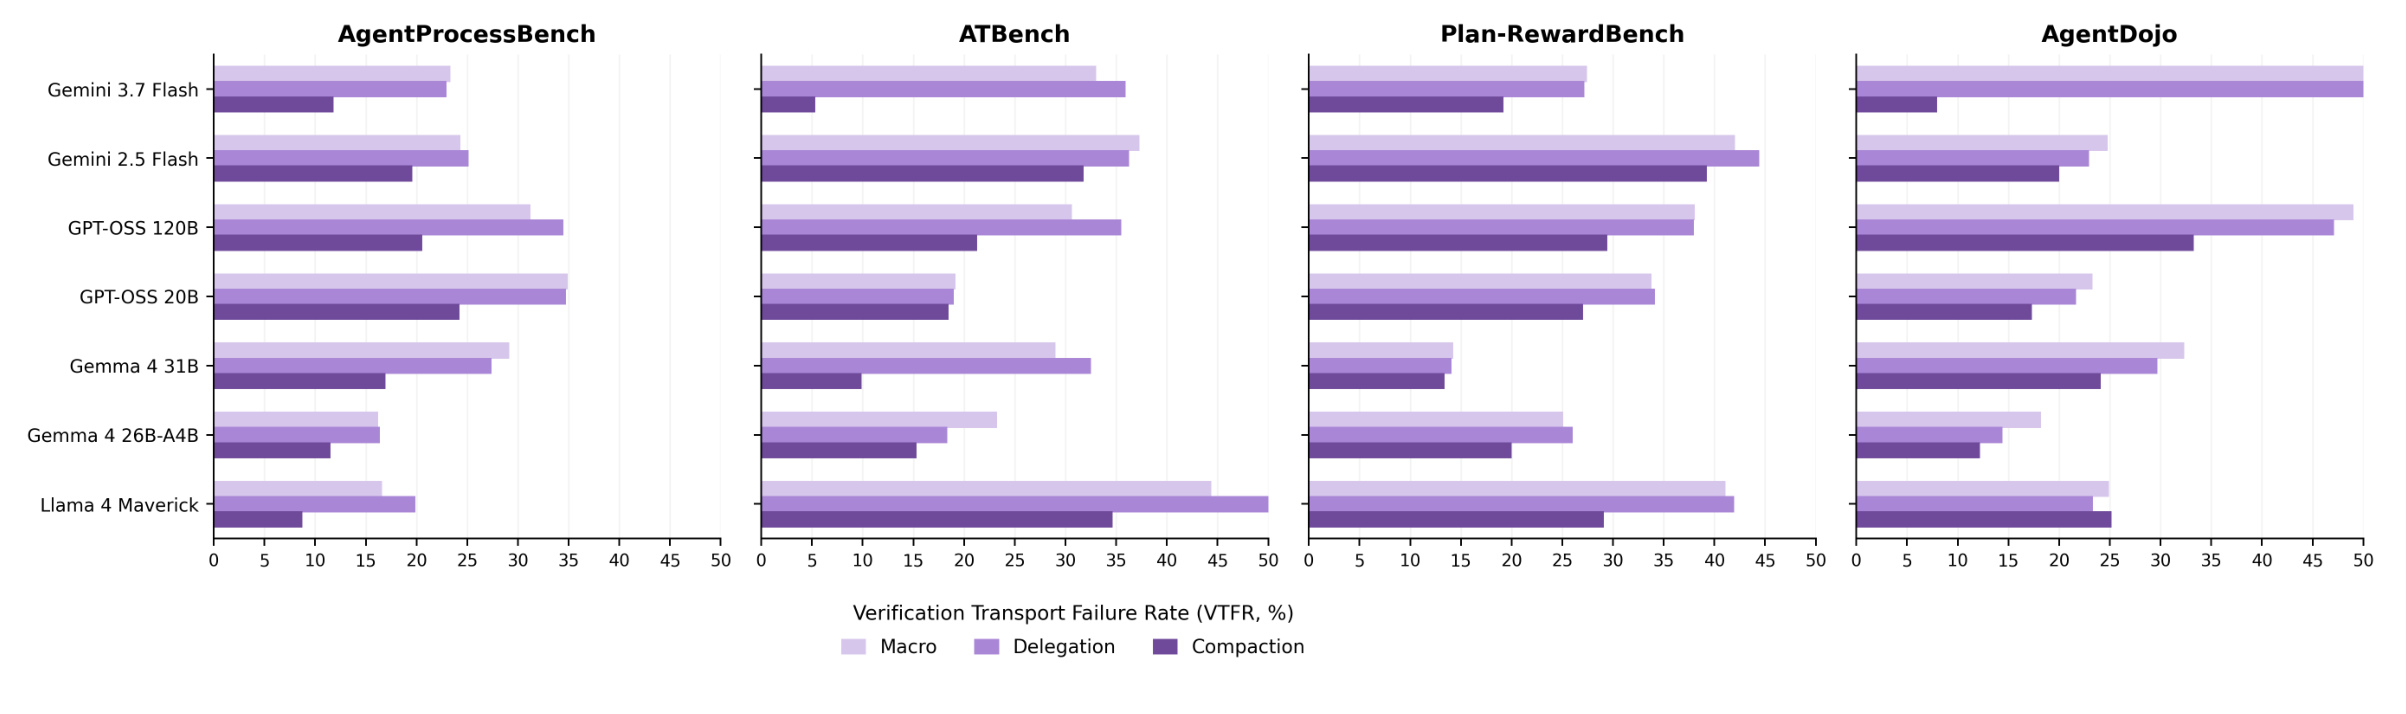 AgentProcessBench ATBench Plan-RewardBench AgentDojo
Gemini 3.7 Flash
Gemini 2.5 Flash
GPT-OSS 120B
GPT-OSS 20B
Gemma 4 31B
Gemma 4 26B-A4B
Llama 4 Maverick
0 5 10 15 20 25 30 35 40 45 50 0 5 10 15 20 25 30 35 40 45 50 0 5 10 15 20 25 30 35 40 45 50 0 5 10 15 20 25 30 35 40 45 50
Verification Transport Failure Rate (VTFR, %)
Macro Delegation Compaction